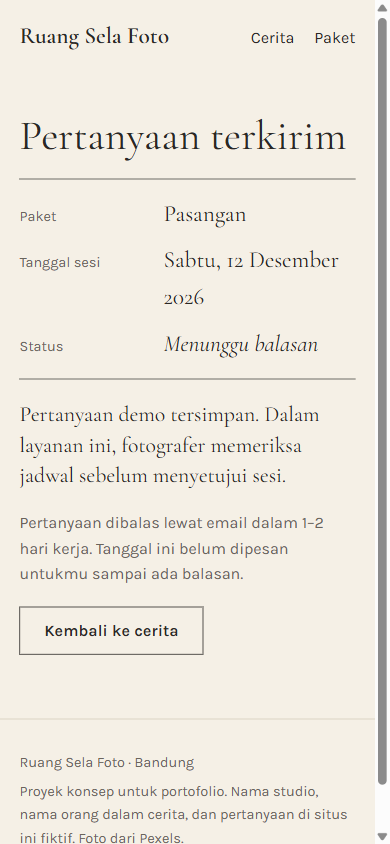 Ruang Sela Foto
Cerita Paket
Pertanyaan terkirim
Paket Pasangan
Tanggal sesi Sabtu, 12 Desember
2026
Status Menunggu balasan
Pertanyaan demo tersimpan. Dalam
layanan ini, fotografer memeriksa
jadwal sebelum menyetujui sesi.
Pertanyaan dibalas lewat email dalam 1–2
hari kerja. Tanggal ini belum dipesan
untukmu sampai ada balasan.
Kembali ke cerita
Ruang Sela Foto · Bandung
Proyek konsep untuk portofolio. Nama studio,
nama orang dalam cerita, dan pertanyaan di situs
ini fiktif. Foto dari Pexels.